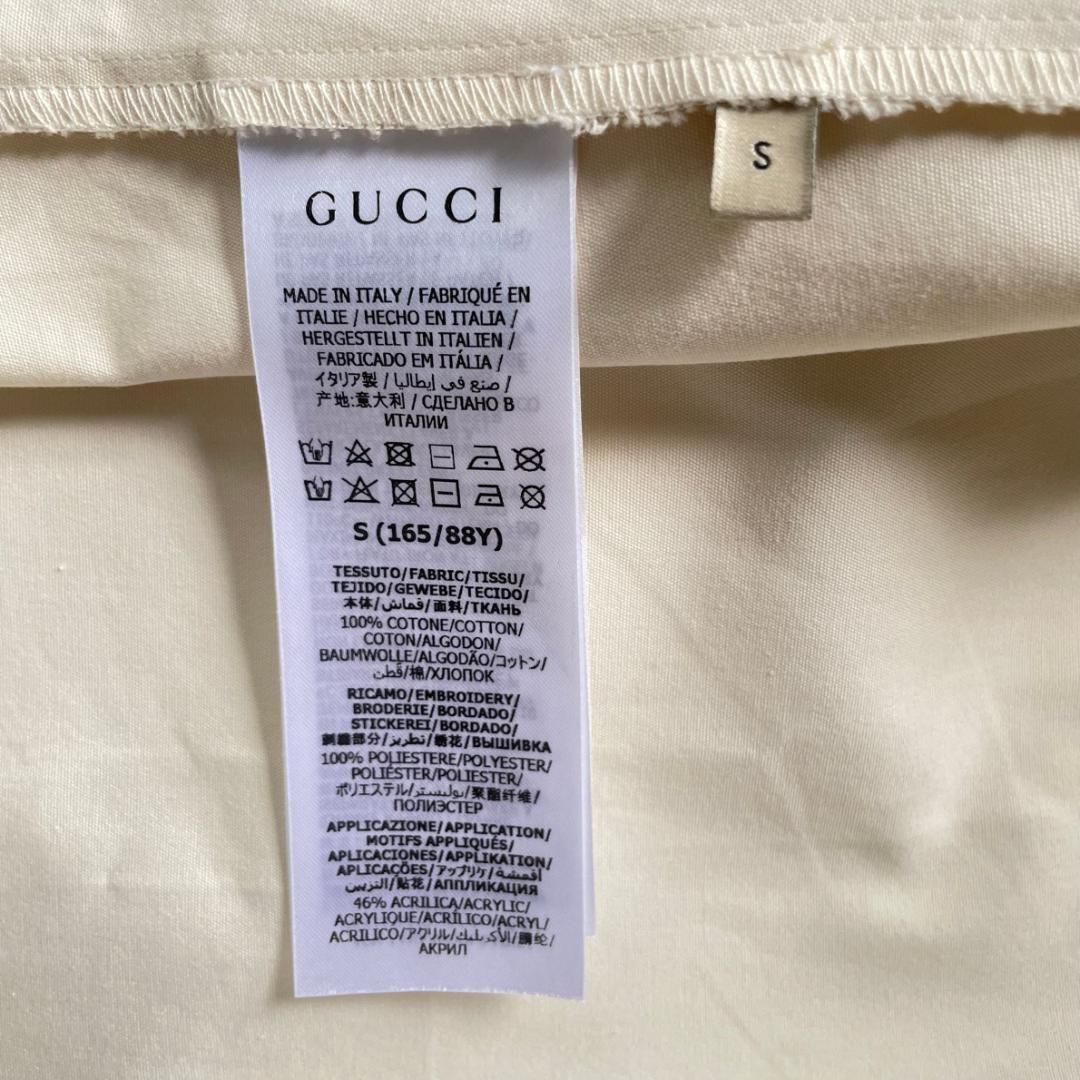 S
GUCCI
MADE IN ITALY / FABRIQUÉ EN
ITALIE / HECHO EN ITALIA /
HERGESTELLT IN ITALIEN /
FABRICADO EM ITÁLIA /
イタリア製 / صنع في إيطاليا /
产地:意大利 / СДЕЛАНО В
ИТАЛИИ
S (165/88Y)
TESSUTO/FABRIC/TISSU/
TEJIDO/GEWEBE/TECIDO/
本体/قماش/面料/ТКАНЬ
100% COTONE/COTTON/
COTON/ALGODON/
BAUMWOLLE/ALGODÃO/コットン/
قطن/棉/ХЛОПОК
RICAMO/EMBROIDERY/
BRODERIE/BORDADO/
STICKEREI/BORDADO/
刺繍部分/تطريز/绣花/ВЫШИВКА
100% POLIESTERE/POLYESTER/
POLIÉSTER/POLIESTER/
ポリエステル/بوليستر/聚酯纤维/
ПОЛИЭСТЕР
APPLICAZIONE/APPLICATION/
MOTIFS APPLIQUÉS/
APLICACIONES/APPLIKATION/
APLICAÇÕES/アップリケ/أقمشة
التزيين/贴花/АППЛИКАЦИЯ
46% ACRILICA/ACRYLIC/
ACRYLIQUE/ACRÍLICO/ACRYL/
ACRILICO/アクリル/الأكريليك/腈纶/
АКРИЛ